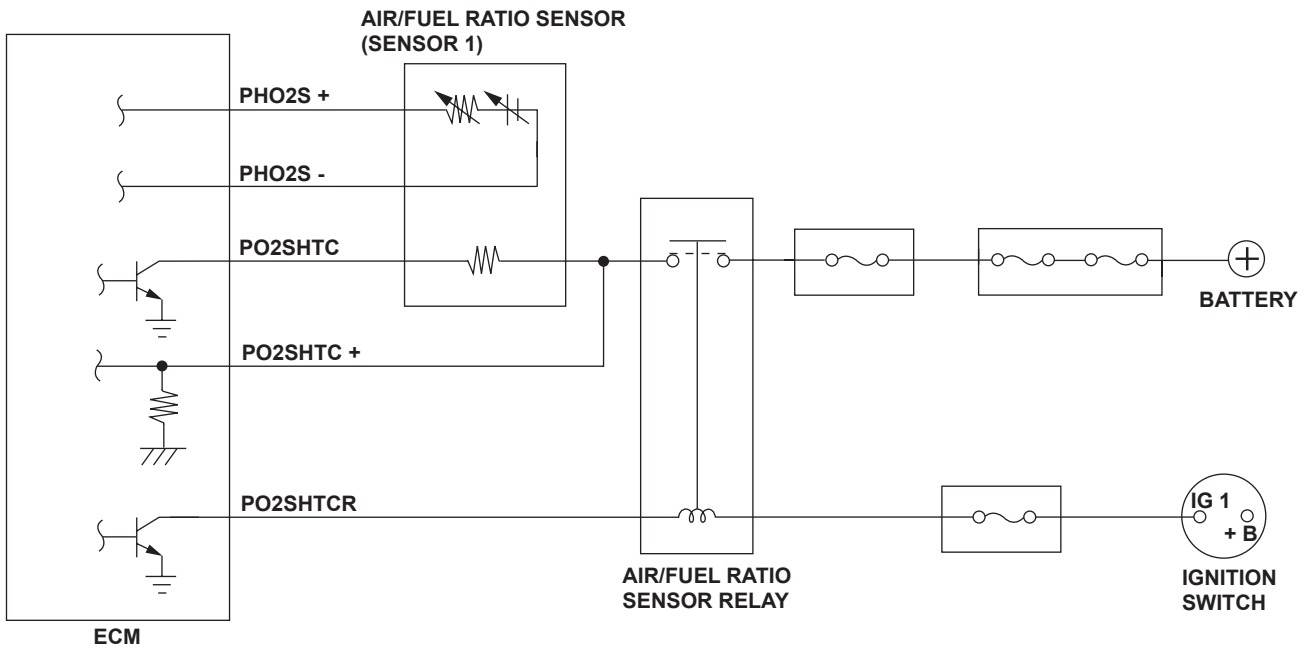 AIR/FUEL RATIO SENSOR
(SENSOR 1)
PHO2S +
PHO2S -
PO2SHTC
PO2SHTC +
PO2SHTCR
BATTERY
IG 1
+ B
IGNITION
SWITCH
AIR/FUEL RATIO
SENSOR RELAY
ECM